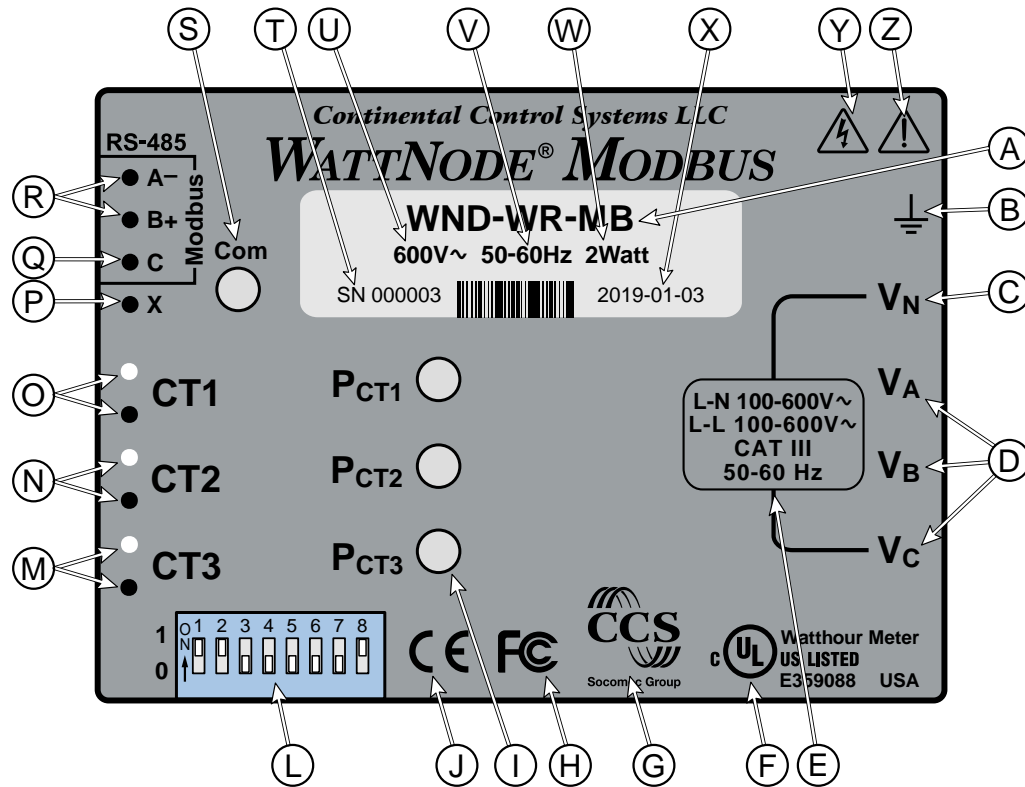 S T U V W X Y Z
Continental Control Systems LLC
WATTNODE® MODBUS
RS-485
A−
B+
C
X
Modbus
Com
WND-WR-MB
600V~ 50-60Hz 2Watt
SN 000003 2019-01-03
R
Q
P
O
N
M
A
B
C
D
VN
VA
VB
VC
CT1
CT2
CT3
PCT1
PCT2
PCT3
L-N 100-600V~
L-L 100-600V~
CAT III
50-60 Hz
1
0
ON
1 2 3 4 5 6 7 8
CE
FC
CCS
Socomec Group
c UL
Watthour Meter
US LISTED
E359088 USA
L J I H G F E